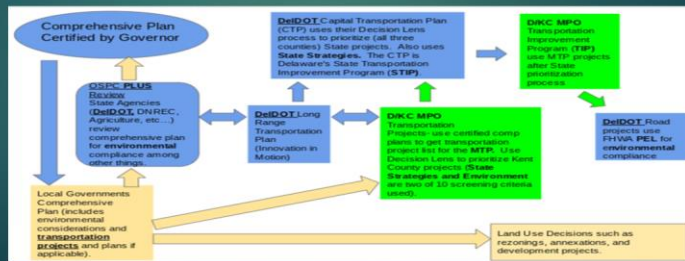 Comprehensive Plan
Certified by Governor
OSPC PLUS
Review
State Agencies
(DelDOT, DNREC,
Agriculture, etc...)
review
comprehensive plan
for environmental
compliance among
other things.
Local Governments
Comprehensive
Plan (includes
environmental
considerations and
transportation
projects and plans if
applicable).
DelDOT Capital Transportation Plan
(CTP) uses their Decision Lens
process to prioritize (all three
counties) State projects. Also uses
State Strategies. The CTP is
Delaware's State Transportation
Improvement Program (STIP).
DelDOT Long
Range
Transportation
Plan
(Innovation in
Motion)
D/KC MPO
Transportation
Projects- use certified comp
plans to get transportation
project list for the MTP. Use
Decision Lens to prioritize Kent
County projects (State
Strategies and Environment
are two of 10 screening criteria
used).
D/KC MPO
Transportation
Improvement
Program (TIP)
use MTP projects
after State
prioritization
process
DelDOT Road
projects use
FHWA PEL for
environmental
compliance
Land Use Decisions such as
rezonings, annexations, and
development projects.